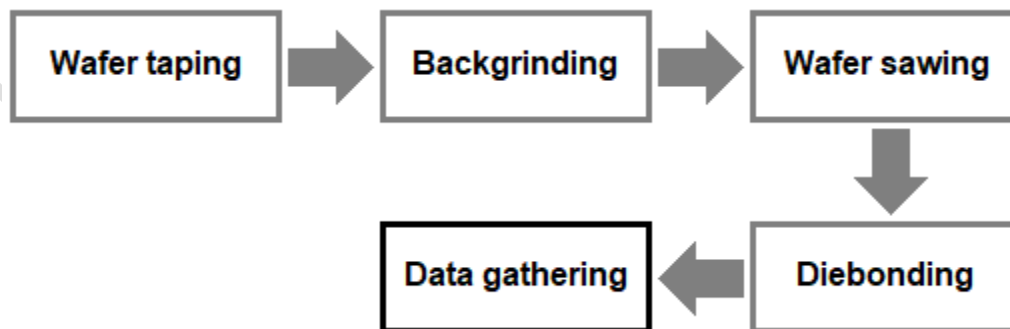 Wafer taping
Backgrinding
Wafer sawing
Diebonding
Data gathering